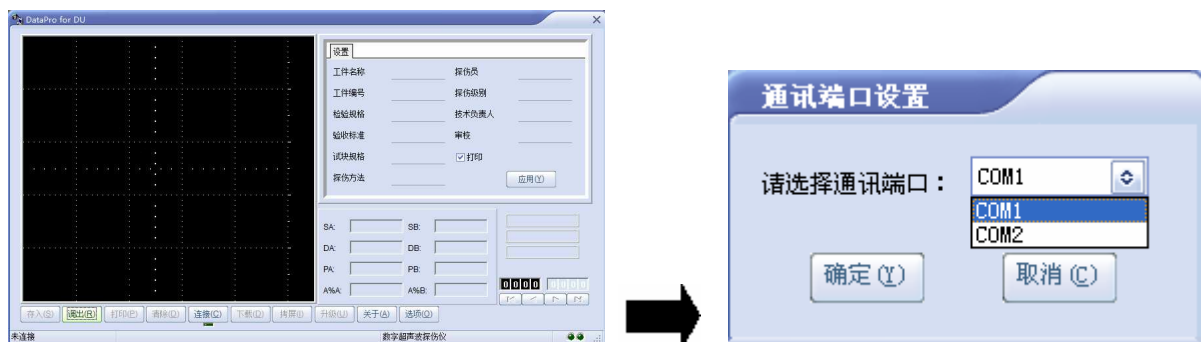 DataPro for DU
设置
工件名称 探伤员
工件编号 探伤级别
检验规格 技术负责人
验收标准 审核
试块规格 打印
探伤方法 应用(Y)
SA: SB:
DA: DB:
PA: PB:
A%A: A%B:
0000 0000
存入(S) 调出(R) 打印(P) 清除(D) 连接(C) 下载(D) 拷屏(I) 升级(U) 关于(A) 选项(O)
未连接 数字超声波探伤仪
通讯端口设置
请选择通讯端口： COM1
COM1
COM2
确定(Y) 取消(C)